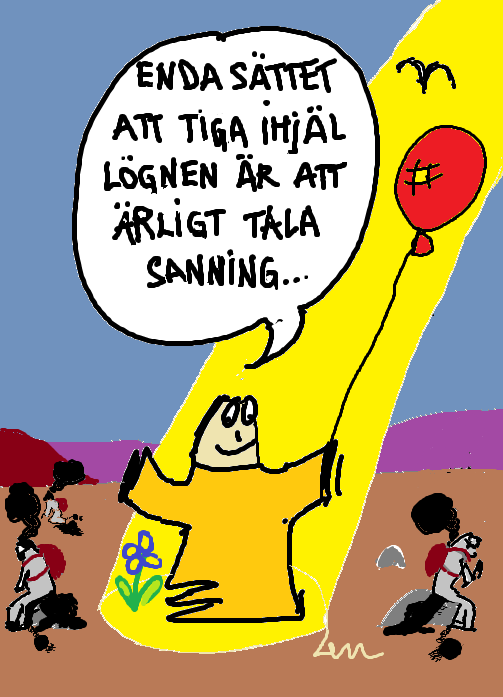 ENDA SÄTTET
ATT TIGA IHJÄL
LÖGNEN ÄR ATT
ÄRLIGT TALA
SANNING...
#